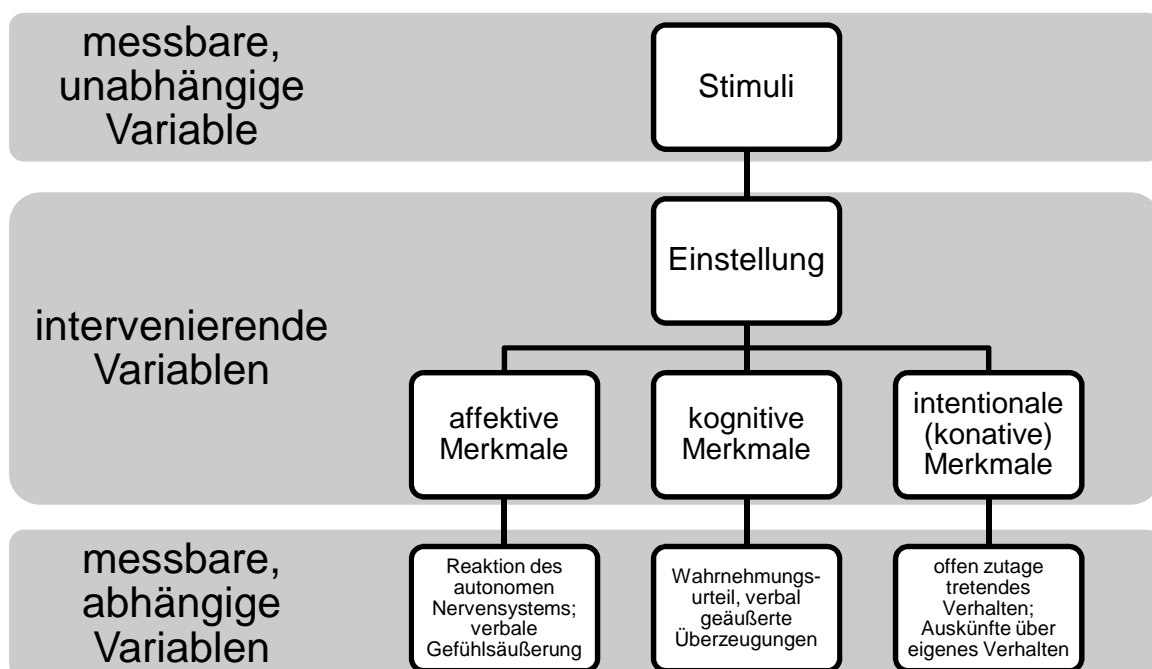 messbare,
unabhängige
Variable
Stimuli
intervenierende
Variablen
Einstellung
affektive
Merkmale
kognitive
Merkmale
intentionale
(konative)
Merkmale
messbare,
abhängige
Variablen
Reaktion des
autonomen
Nervensystems;
verbale
Gefühlsäußerung
Wahrnehmungs-
urteil, verbal
geäußerte
Überzeugungen
offen zutage
tretendes
Verhalten;
Auskünfte über
eigenes Verhalten